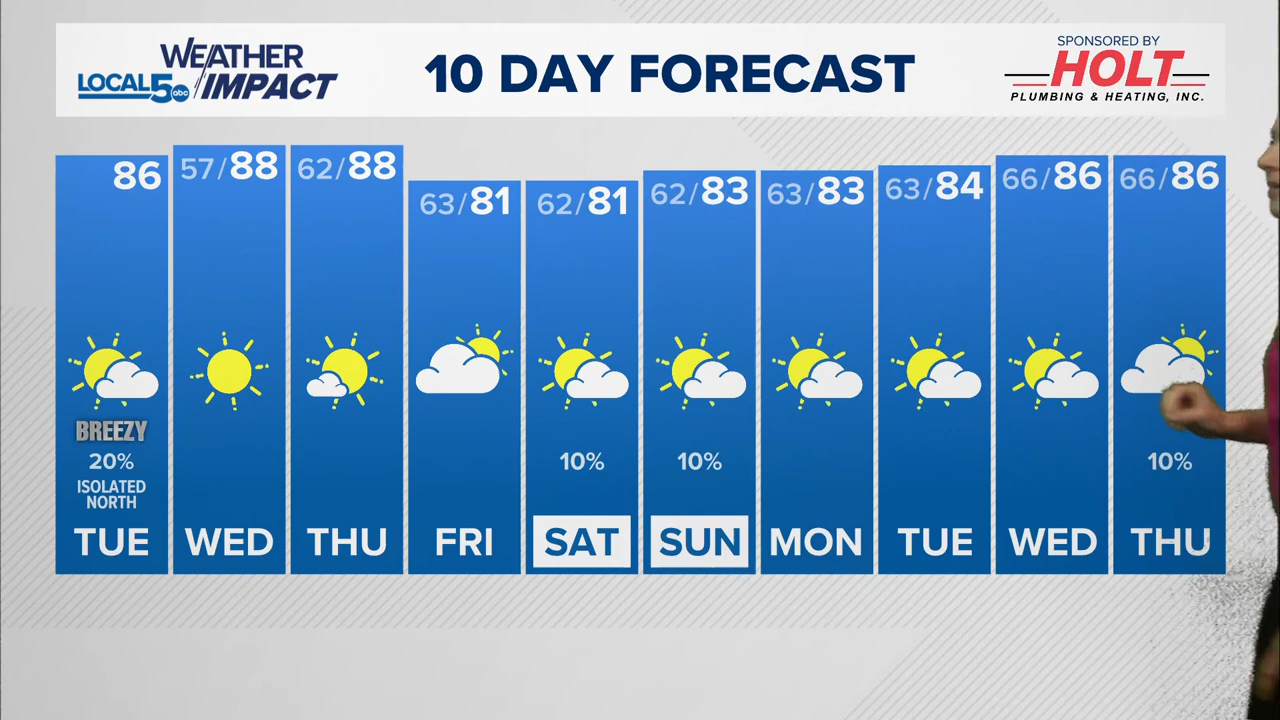 WEATHER
LOCAL 5 abc IMPACT
10 DAY FORECAST
SPONSORED BY
HOLT
PLUMBING & HEATING, INC.
86
57/88
62/88
63/81
62/81
62/83
63/83
63/84
66/86
66/86
BREEZY
20%
ISOLATED
NORTH
10%
10%
10%
TUE
WED
THU
FRI
SAT
SUN
MON
TUE
WED
THU